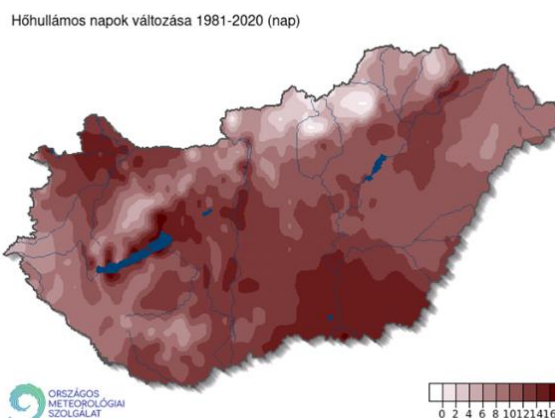 Hőhullámos napok változása 1981-2020 (nap)
ORSZÁGOS
METEOROLÓGIAI
SZOLGÁLAT
0 2 4 6 8 10 12 14 16